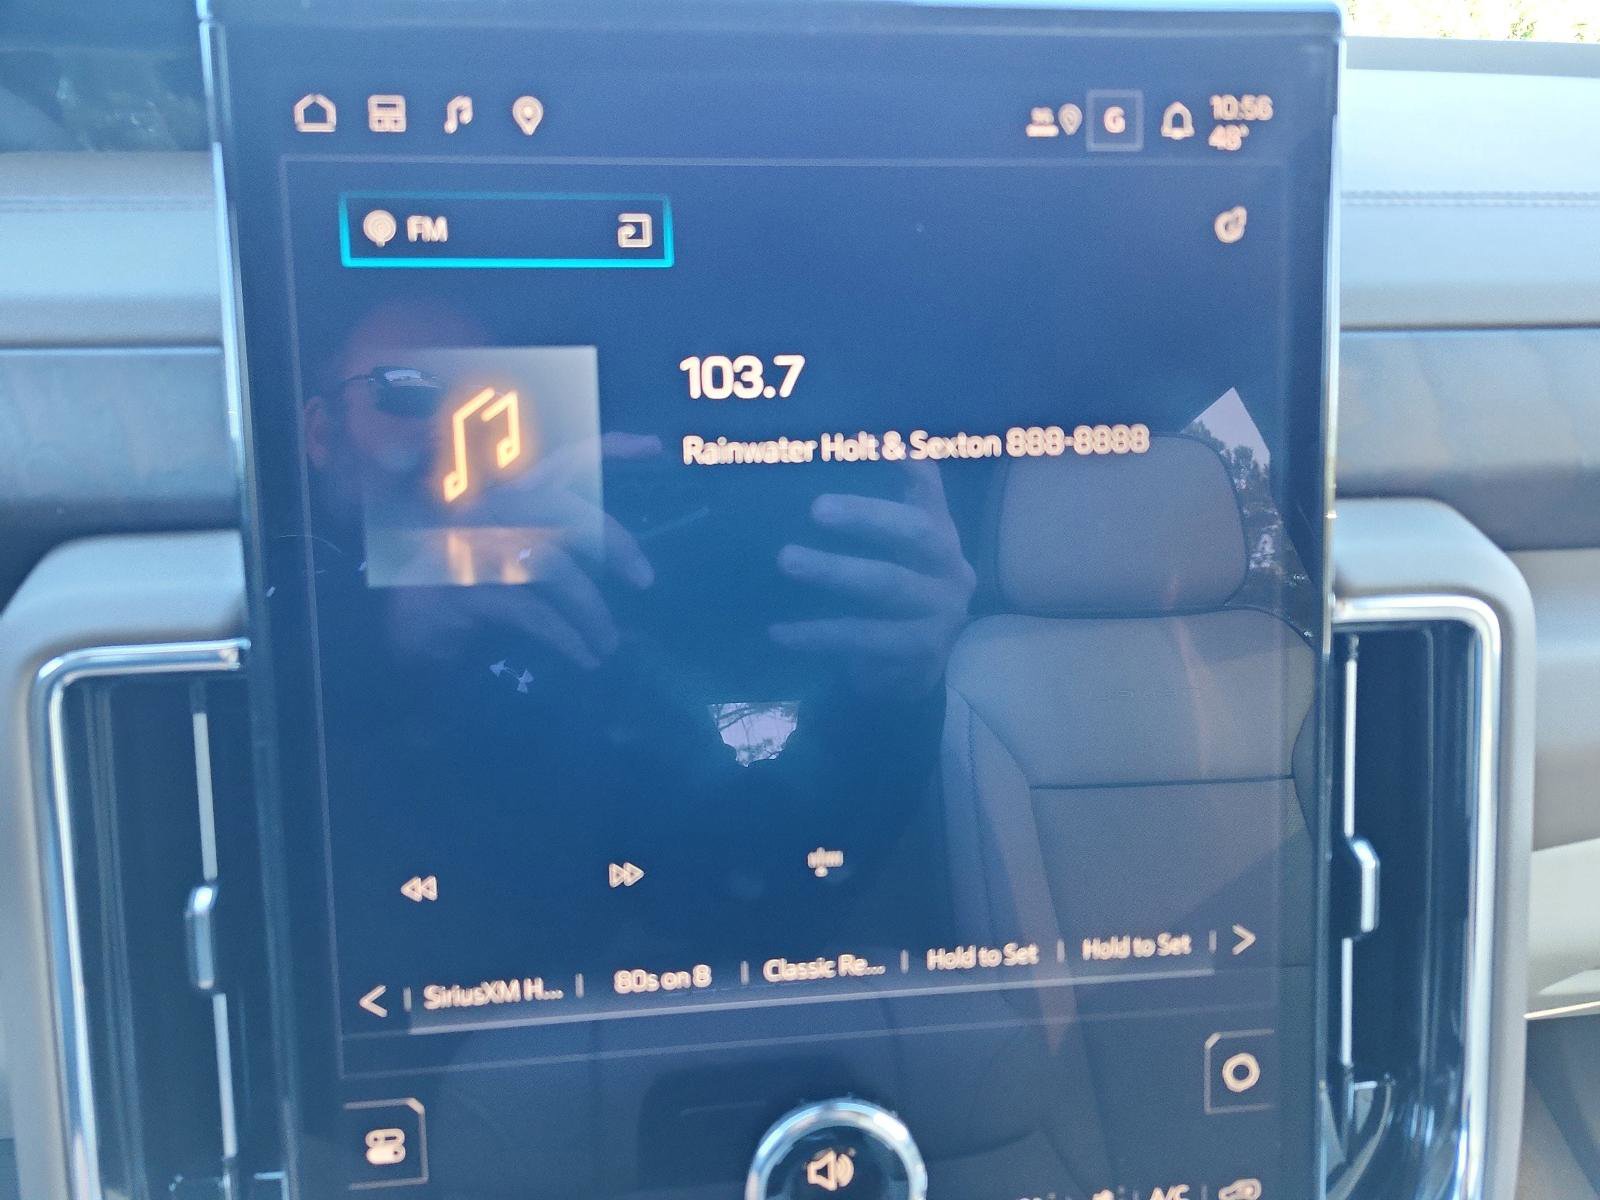 10:56
G
48°
FM
103.7
Rainwater Holt & Sexton 888-8888
SiriusXM H... | 80s on 8 | Classic Re... | Hold to Set | Hold to Set
A/C